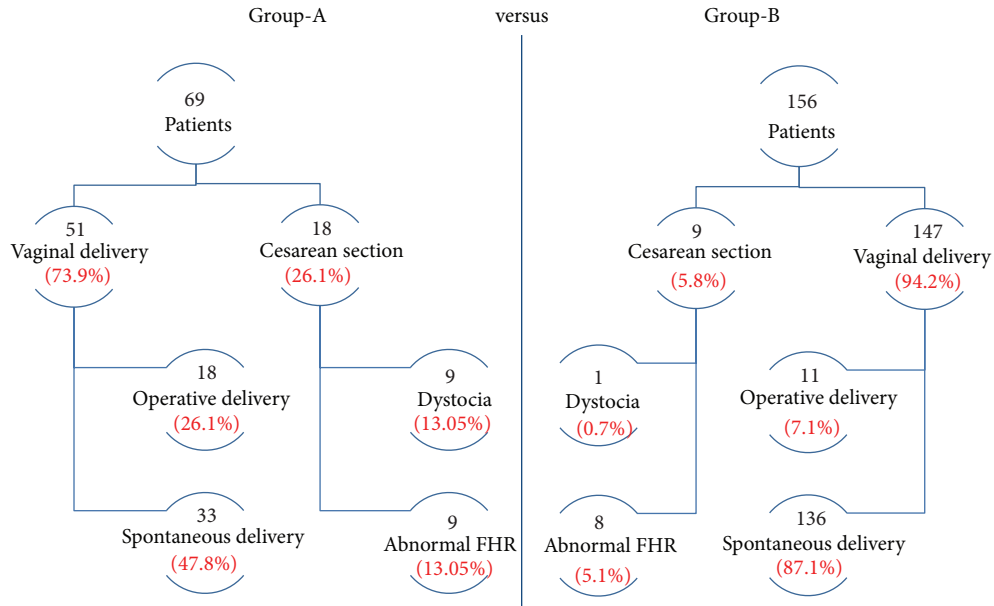 Group-A
versus
Group-B
69
Patients
51
Vaginal delivery
(73.9%)
18
Cesarean section
(26.1%)
18
Operative delivery
(26.1%)
33
Spontaneous delivery
(47.8%)
9
Dystocia
(13.05%)
9
Abnormal FHR
(13.05%)
156
Patients
9
Cesarean section
(5.8%)
147
Vaginal delivery
(94.2%)
1
Dystocia
(0.7%)
8
Abnormal FHR
(5.1%)
11
Operative delivery
(7.1%)
136
Spontaneous delivery
(87.1%)